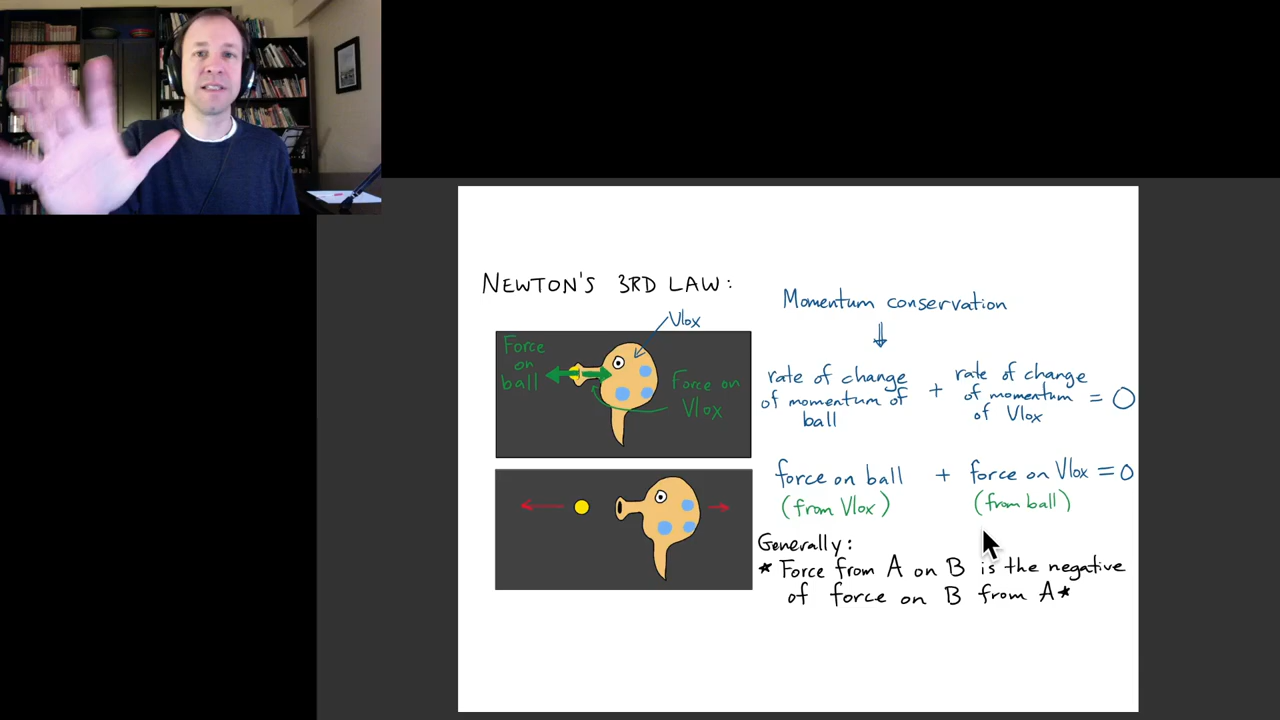 NEWTON'S 3RD LAW:
Vlox
Force
on
ball
Force on
Vlox
Momentum conservation
rate of change
of momentum of
ball
+
rate of change
of momentum
of Vlox
= 0
force on ball + force on Vlox = 0
(from Vlox) (from ball)
Generally:
* Force from A on B is the negative
of force on B from A *